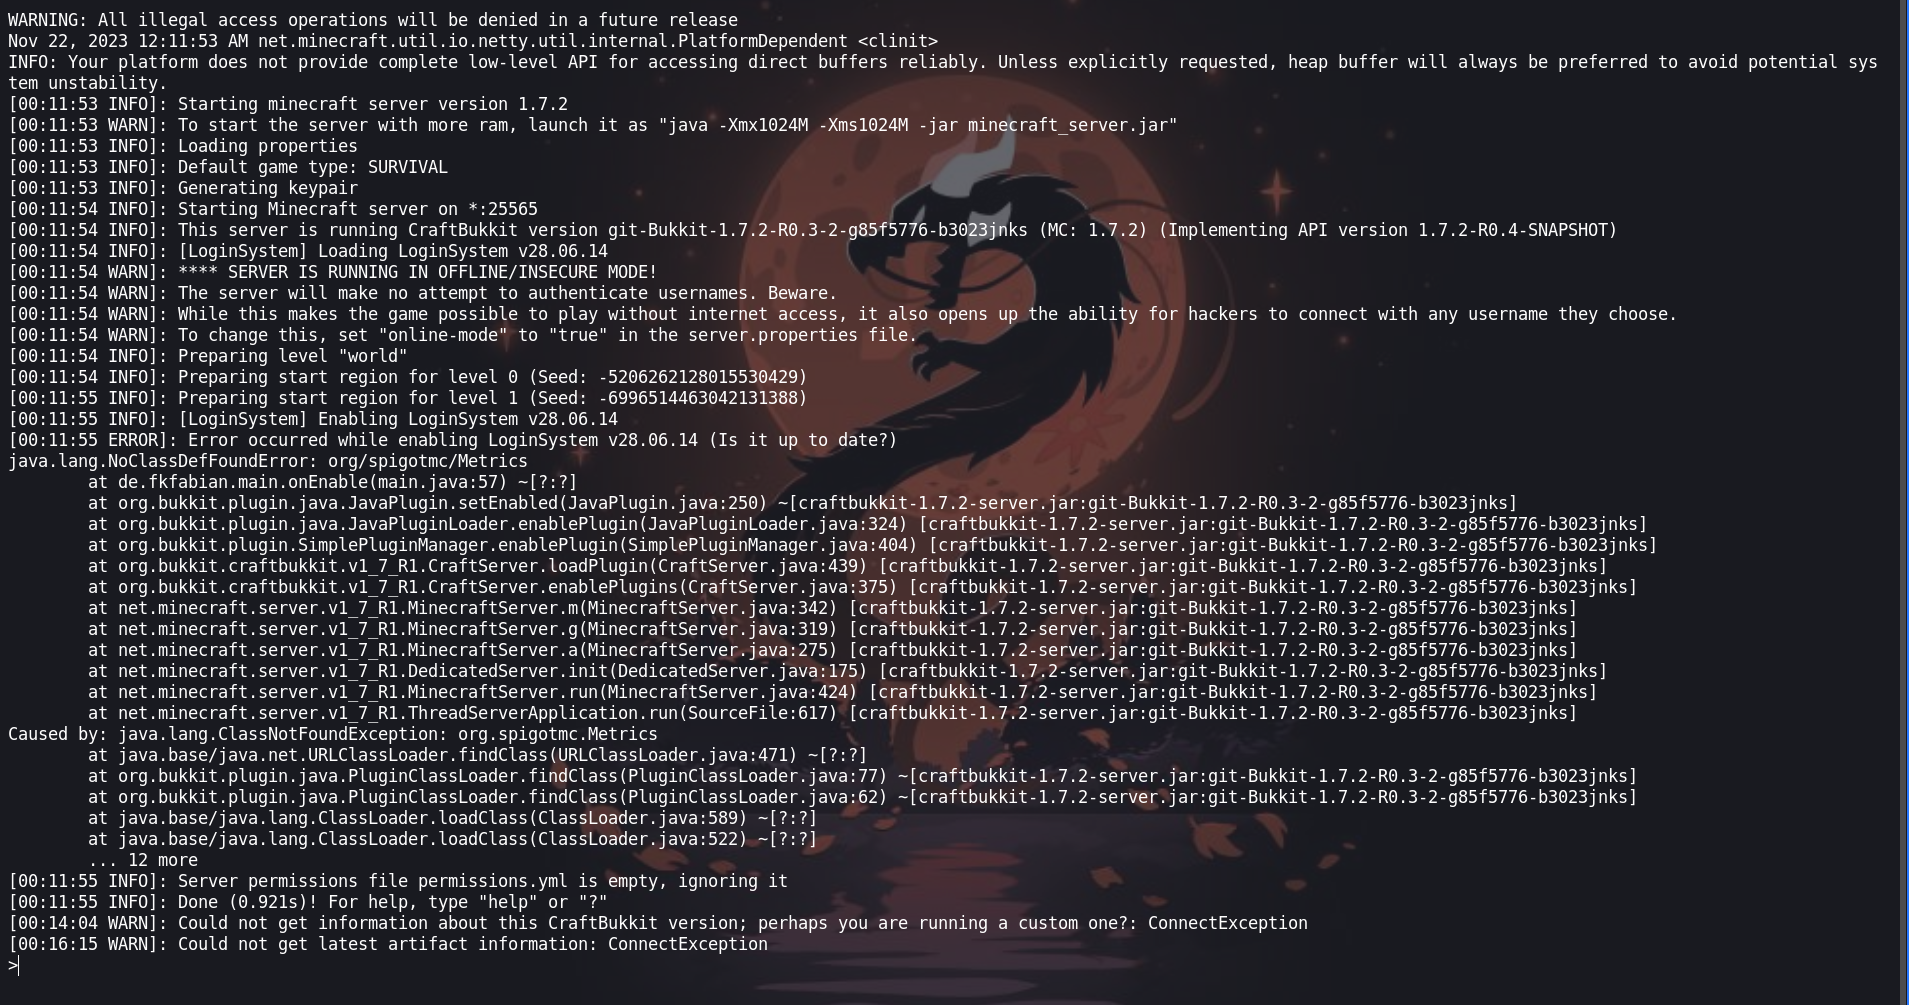 WARNING: All illegal access operations will be denied in a future release
Nov 22, 2023 12:11:53 AM net.minecraft.util.io.netty.util.internal.PlatformDependent <clinit>
INFO: Your platform does not provide complete low-level API for accessing direct buffers reliably. Unless explicitly requested, heap buffer will always be preferred to avoid potential sys
tem unstability.
[00:11:53 INFO]: Starting minecraft server version 1.7.2
[00:11:53 WARN]: To start the server with more ram, launch it as "java -Xmx1024M -Xms1024M -jar minecraft_server.jar"
[00:11:53 INFO]: Loading properties
[00:11:53 INFO]: Default game type: SURVIVAL
[00:11:53 INFO]: Generating keypair
[00:11:54 INFO]: Starting Minecraft server on *:25565
[00:11:54 INFO]: This server is running CraftBukkit version git-Bukkit-1.7.2-R0.3-2-g85f5776-b3023jnks (MC: 1.7.2) (Implementing API version 1.7.2-R0.4-SNAPSHOT)
[00:11:54 INFO]: [LoginSystem] Loading LoginSystem v28.06.14
[00:11:54 WARN]: **** SERVER IS RUNNING IN OFFLINE/INSECURE MODE!
[00:11:54 WARN]: The server will make no attempt to authenticate usernames. Beware.
[00:11:54 WARN]: While this makes the game possible to play without internet access, it also opens up the ability for hackers to connect with any username they choose.
[00:11:54 WARN]: To change this, set "online-mode" to "true" in the server.properties file.
[00:11:54 INFO]: Preparing level "world"
[00:11:54 INFO]: Preparing start region for level 0 (Seed: -5206262128015530429)
[00:11:55 INFO]: Preparing start region for level 1 (Seed: -6996514463042131388)
[00:11:55 INFO]: [LoginSystem] Enabling LoginSystem v28.06.14
[00:11:55 ERROR]: Error occurred while enabling LoginSystem v28.06.14 (Is it up to date?)
java.lang.NoClassDefFoundError: org/spigotmc/Metrics
at de.fkfabian.main.onEnable(main.java:57) ~[?:?]
at org.bukkit.plugin.java.JavaPlugin.setEnabled(JavaPlugin.java:250) ~[craftbukkit-1.7.2-server.jar:git-Bukkit-1.7.2-R0.3-2-g85f5776-b3023jnks]
at org.bukkit.plugin.java.JavaPluginLoader.enablePlugin(JavaPluginLoader.java:324) [craftbukkit-1.7.2-server.jar:git-Bukkit-1.7.2-R0.3-2-g85f5776-b3023jnks]
at org.bukkit.plugin.SimplePluginManager.enablePlugin(SimplePluginManager.java:404) [craftbukkit-1.7.2-server.jar:git-Bukkit-1.7.2-R0.3-2-g85f5776-b3023jnks]
at org.bukkit.craftbukkit.v1_7_R1.CraftServer.loadPlugin(CraftServer.java:439) [craftbukkit-1.7.2-server.jar:git-Bukkit-1.7.2-R0.3-2-g85f5776-b3023jnks]
at org.bukkit.craftbukkit.v1_7_R1.CraftServer.enablePlugins(CraftServer.java:375) [craftbukkit-1.7.2-server.jar:git-Bukkit-1.7.2-R0.3-2-g85f5776-b3023jnks]
at net.minecraft.server.v1_7_R1.MinecraftServer.m(MinecraftServer.java:342) [craftbukkit-1.7.2-server.jar:git-Bukkit-1.7.2-R0.3-2-g85f5776-b3023jnks]
at net.minecraft.server.v1_7_R1.MinecraftServer.g(MinecraftServer.java:319) [craftbukkit-1.7.2-server.jar:git-Bukkit-1.7.2-R0.3-2-g85f5776-b3023jnks]
at net.minecraft.server.v1_7_R1.MinecraftServer.a(MinecraftServer.java:275) [craftbukkit-1.7.2-server.jar:git-Bukkit-1.7.2-R0.3-2-g85f5776-b3023jnks]
at net.minecraft.server.v1_7_R1.DedicatedServer.init(DedicatedServer.java:175) [craftbukkit-1.7.2-server.jar:git-Bukkit-1.7.2-R0.3-2-g85f5776-b3023jnks]
at net.minecraft.server.v1_7_R1.MinecraftServer.run(MinecraftServer.java:424) [craftbukkit-1.7.2-server.jar:git-Bukkit-1.7.2-R0.3-2-g85f5776-b3023jnks]
at net.minecraft.server.v1_7_R1.ThreadServerApplication.run(SourceFile:617) [craftbukkit-1.7.2-server.jar:git-Bukkit-1.7.2-R0.3-2-g85f5776-b3023jnks]
Caused by: java.lang.ClassNotFoundException: org.spigotmc.Metrics
at java.base/java.net.URLClassLoader.findClass(URLClassLoader.java:471) ~[?:?]
at org.bukkit.plugin.java.PluginClassLoader.findClass(PluginClassLoader.java:77) ~[craftbukkit-1.7.2-server.jar:git-Bukkit-1.7.2-R0.3-2-g85f5776-b3023jnks]
at org.bukkit.plugin.java.PluginClassLoader.findClass(PluginClassLoader.java:62) ~[craftbukkit-1.7.2-server.jar:git-Bukkit-1.7.2-R0.3-2-g85f5776-b3023jnks]
at java.base/java.lang.ClassLoader.loadClass(ClassLoader.java:589) ~[?:?]
at java.base/java.lang.ClassLoader.loadClass(ClassLoader.java:522) ~[?:?]
... 12 more
[00:11:55 INFO]: Server permissions file permissions.yml is empty, ignoring it
[00:11:55 INFO]: Done (0.921s)! For help, type "help" or "?"
[00:14:04 WARN]: Could not get information about this CraftBukkit version; perhaps you are running a custom one?: ConnectException
[00:16:15 WARN]: Could not get latest artifact information: ConnectException
>